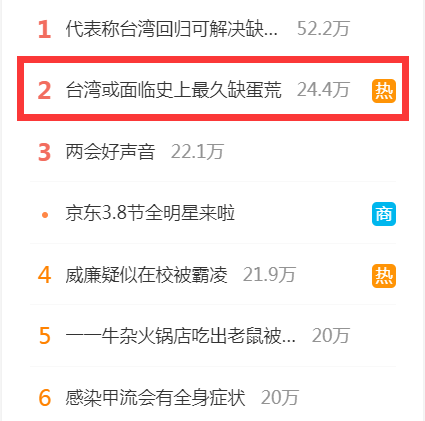 1 代表称台湾回归可解决缺... 52.2万
2 台湾或面临史上最久缺蛋荒 24.4万 热
3 两会好声音 22.1万
• 京东3.8节全明星来啦 商
4 威廉疑似在校被霸凌 21.9万 热
5 一一牛杂火锅店吃出老鼠被... 20万
6 感染甲流会有全身症状 20万